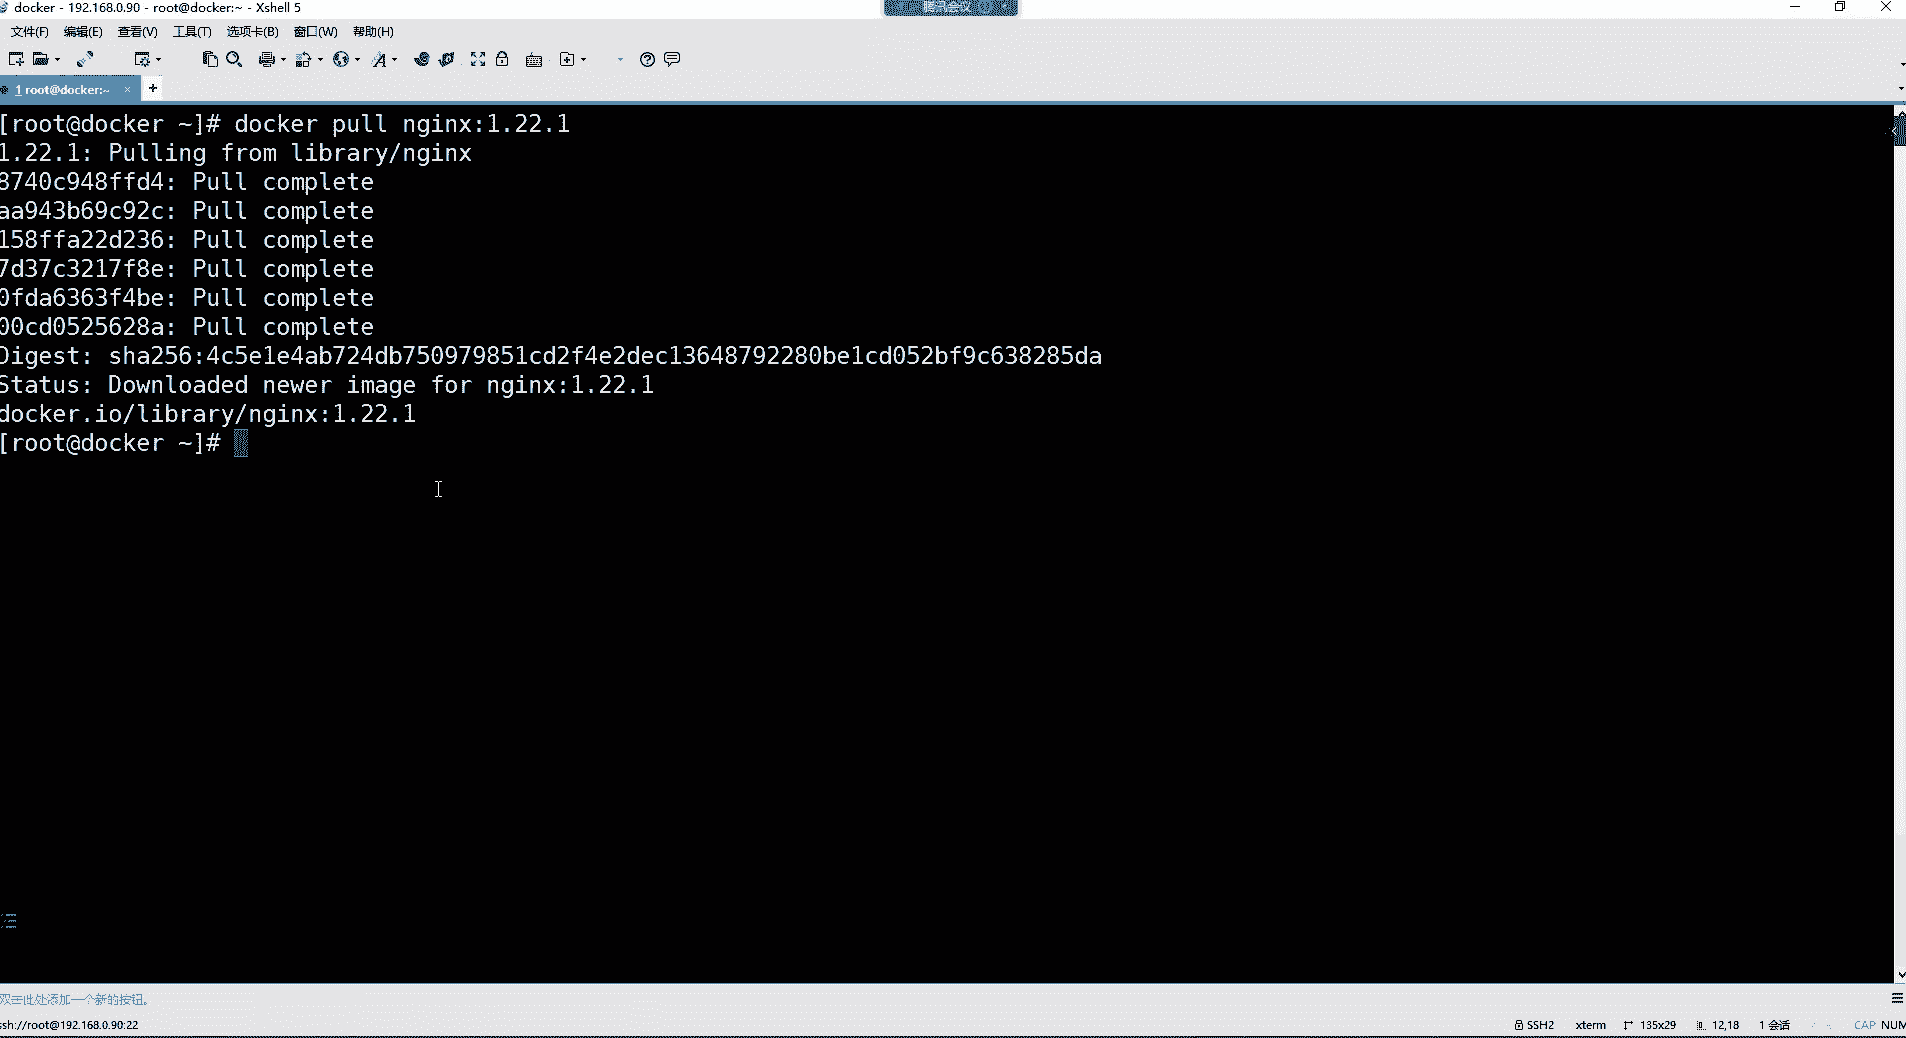 docker - 192.168.0.90 - root@docker:~ - Xshell 5
腾讯会议
文件(F) 编辑(E) 查看(V) 工具(T) 选项卡(B) 窗口(W) 帮助(H)
1 root@docker:~ × +
[root@docker ~]# docker pull nginx:1.22.1
1.22.1: Pulling from library/nginx
8740c948ffd4: Pull complete
aa943b69c92c: Pull complete
158ffa22d236: Pull complete
7d37c3217f8e: Pull complete
0fda6363f4be: Pull complete
00cd0525628a: Pull complete
Digest: sha256:4c5e1e4ab724db750979851cd2f4e2dec13648792280be1cd052bf9c638285da
Status: Downloaded newer image for nginx:1.22.1
docker.io/library/nginx:1.22.1
[root@docker ~]#
双击此处添加一个新的按钮。
ssh://root@192.168.0.90:22 SSH2 xterm 135x29 12,18 1 会话 CAP NUM